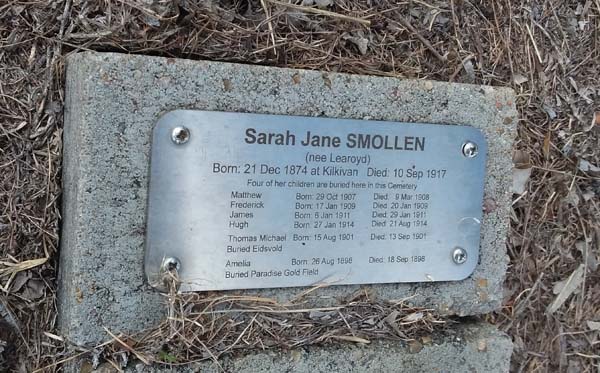 Sarah Jane SMOLLEN
(nee Learoyd)
Born: 21 Dec 1874 at Kilkivan Died: 10 Sep 1917
Four of her children are buried here in this Cemetery
Matthew Born: 29 Oct 1907 Died: 9 Mar 1908
Frederick Born: 17 Jan 1909 Died: 20 Jan 1909
James Born: 6 Jan 1911 Died: 29 Jan 1911
Hugh Born: 27 Jan 1914 Died: 21 Aug 1914
Thomas Michael Born: 15 Aug 1901 Died: 13 Sep 1901
Buried Eidsvold
Amelia Born: 26 Aug 1898 Died: 18 Sep 1898
Buried Paradise Gold Field